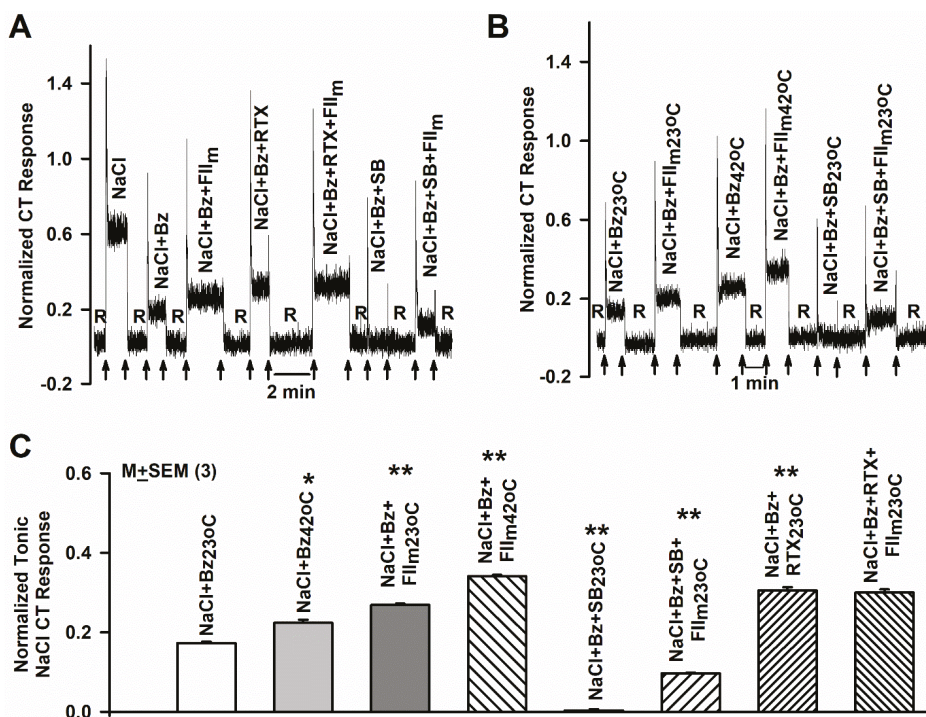 A
Normalized CT Response
1.4
1.0
0.6
0.2
-0.2
NaCl
NaCl+Bz
NaCl+Bz+FIIm
NaCl+Bz+RTX
NaCl+Bz+RTX+FIIm
NaCl+Bz+SB
NaCl+Bz+SB+FIIm
R R R R R R R R
2 min
B
Normalized CT Response
1.4
1.0
0.6
0.2
-0.2
NaCl+Bz23oC
NaCl+Bz+FIIm23oC
NaCl+Bz42oC
NaCl+Bz+FIIm42oC
NaCl+Bz+SB23oC
NaCl+Bz+SB+FIIm23oC
R R R R R R R
1 min
C
Normalized Tonic
NaCl CT Response
0.6
0.4
0.2
0.0
M±SEM (3)
NaCl+Bz23oC
NaCl+Bz42oC *
NaCl+Bz+
FIIm23oC
**
NaCl+Bz+
FIIm42oC
**
NaCl+Bz+SB23oC **
NaCl+Bz+SB+
FIIm23oC
**
NaCl+Bz+
RTX23oC
**
NaCl+Bz+RTX+
FIIm23oC